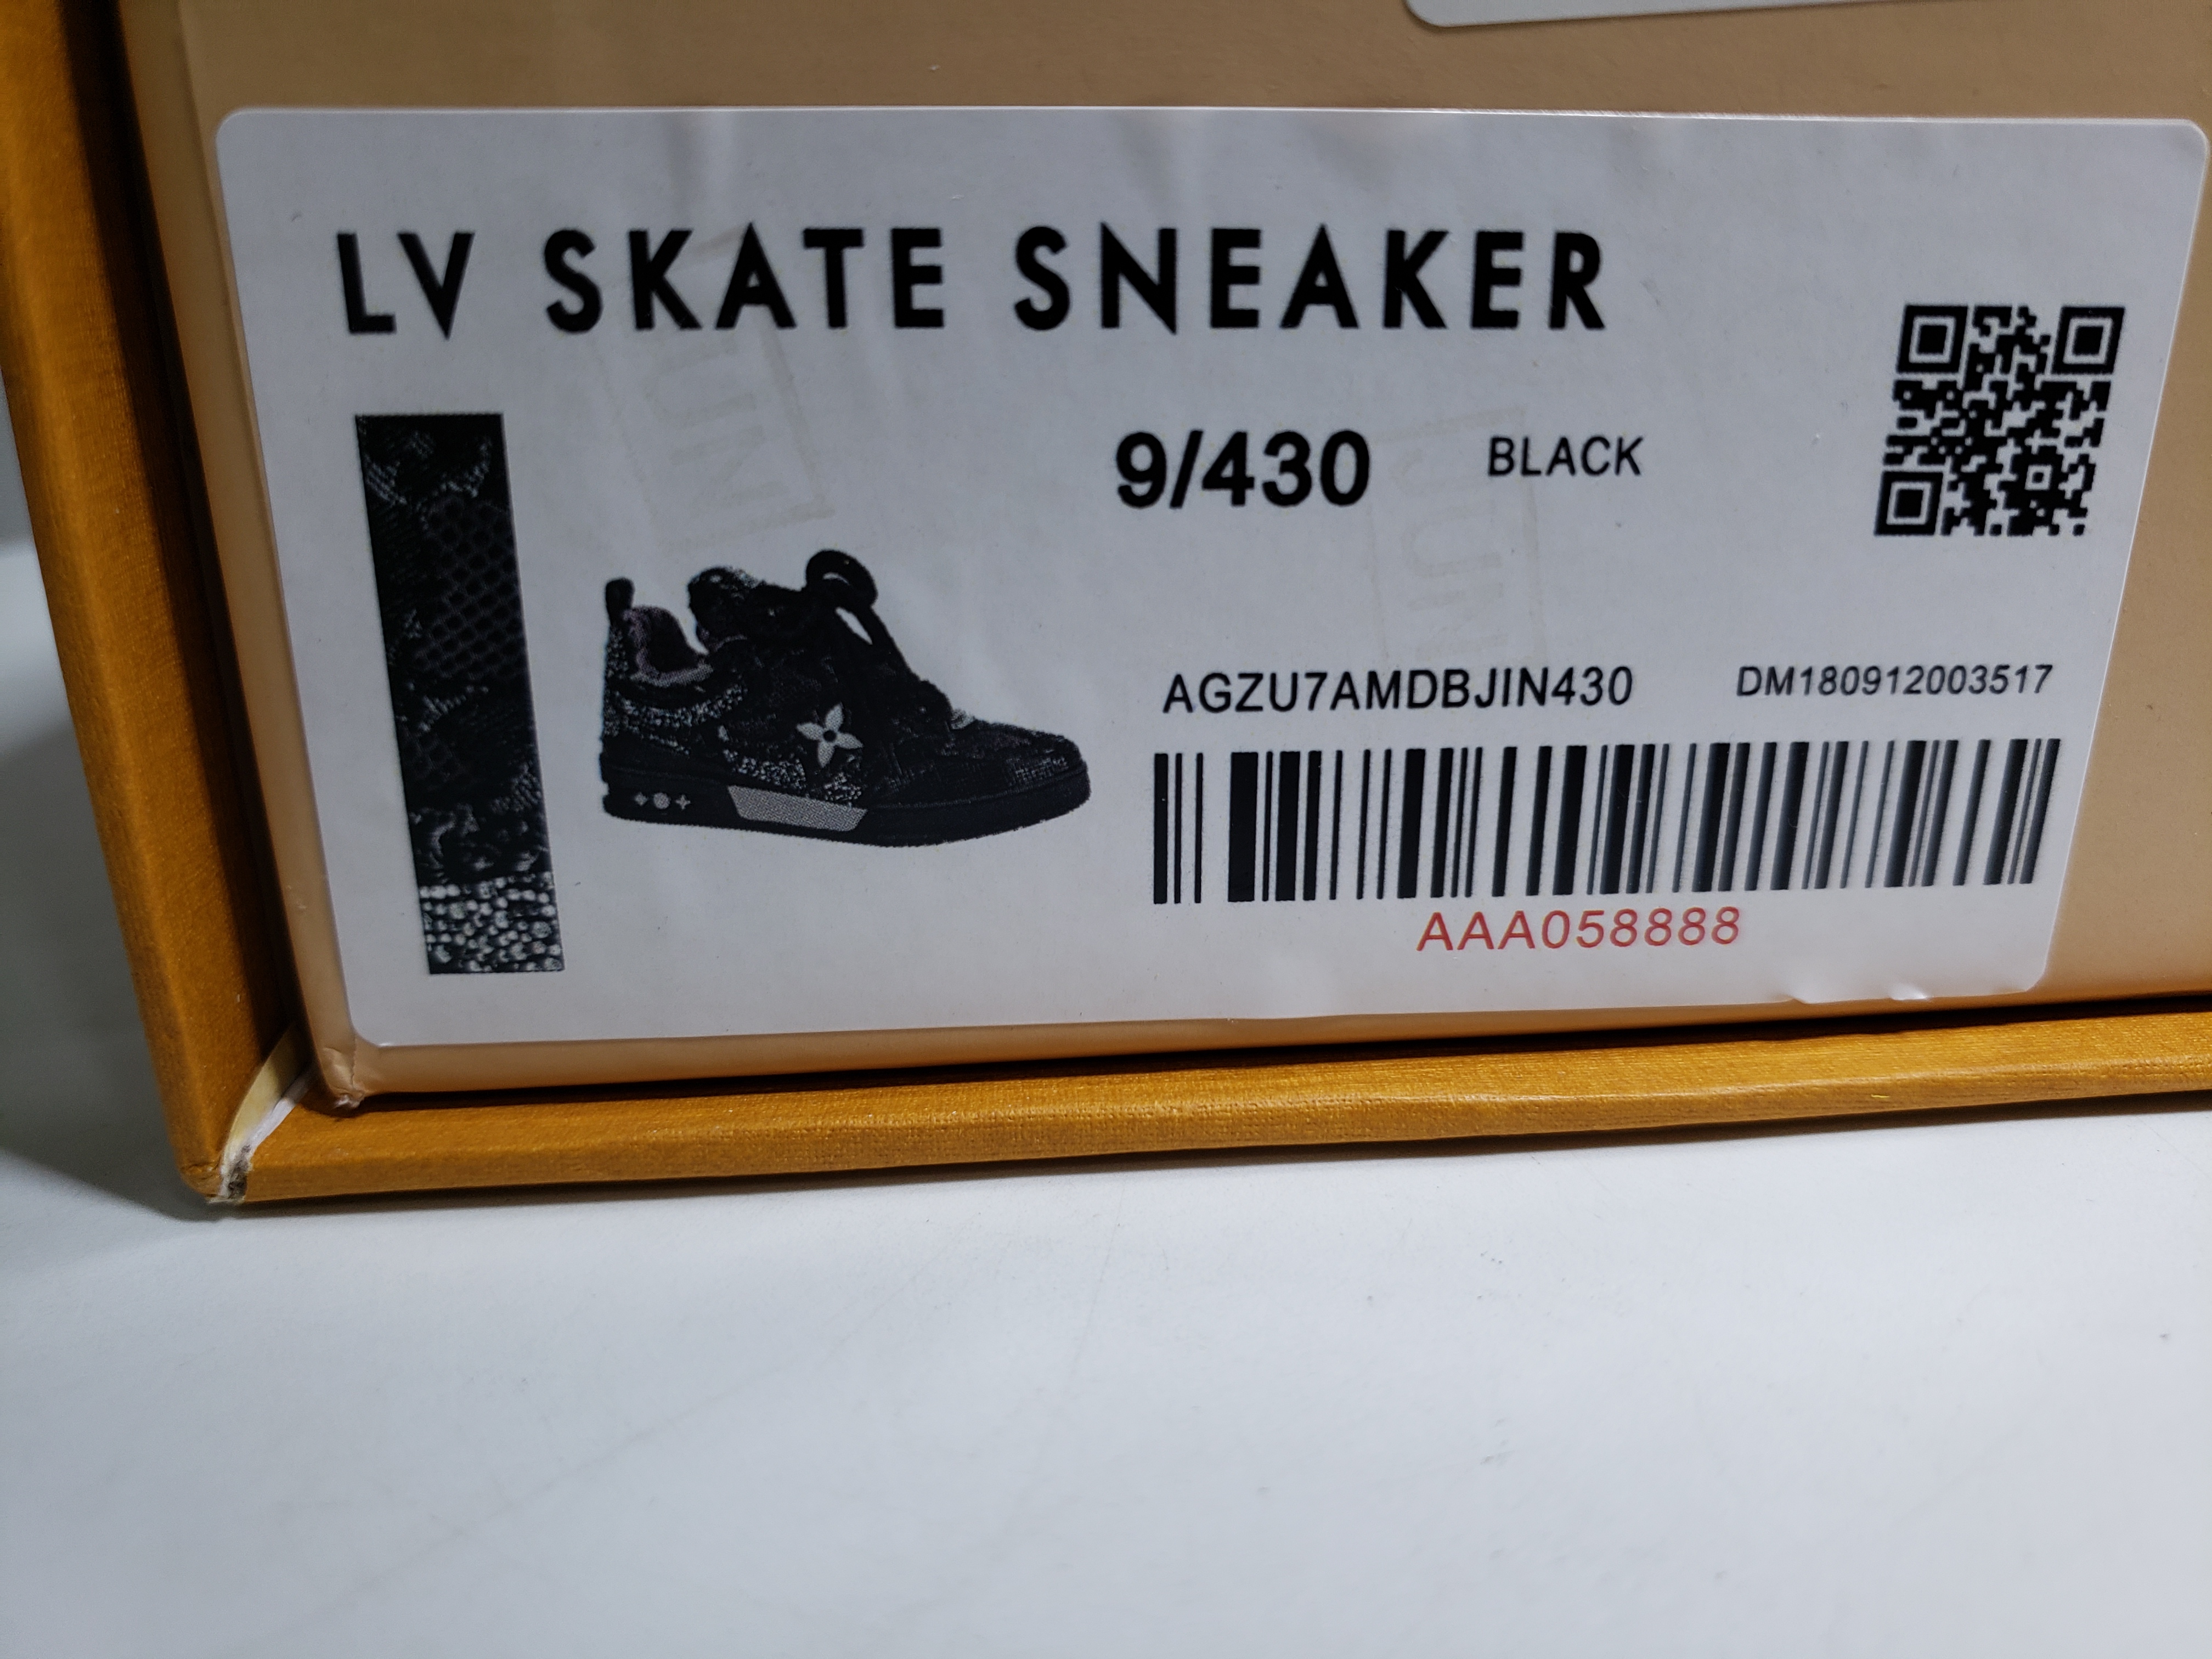 LV SKATE SNEAKER
9/430 BLACK
AGZU7AMDBJIN430 DM180912003517
AAA058888